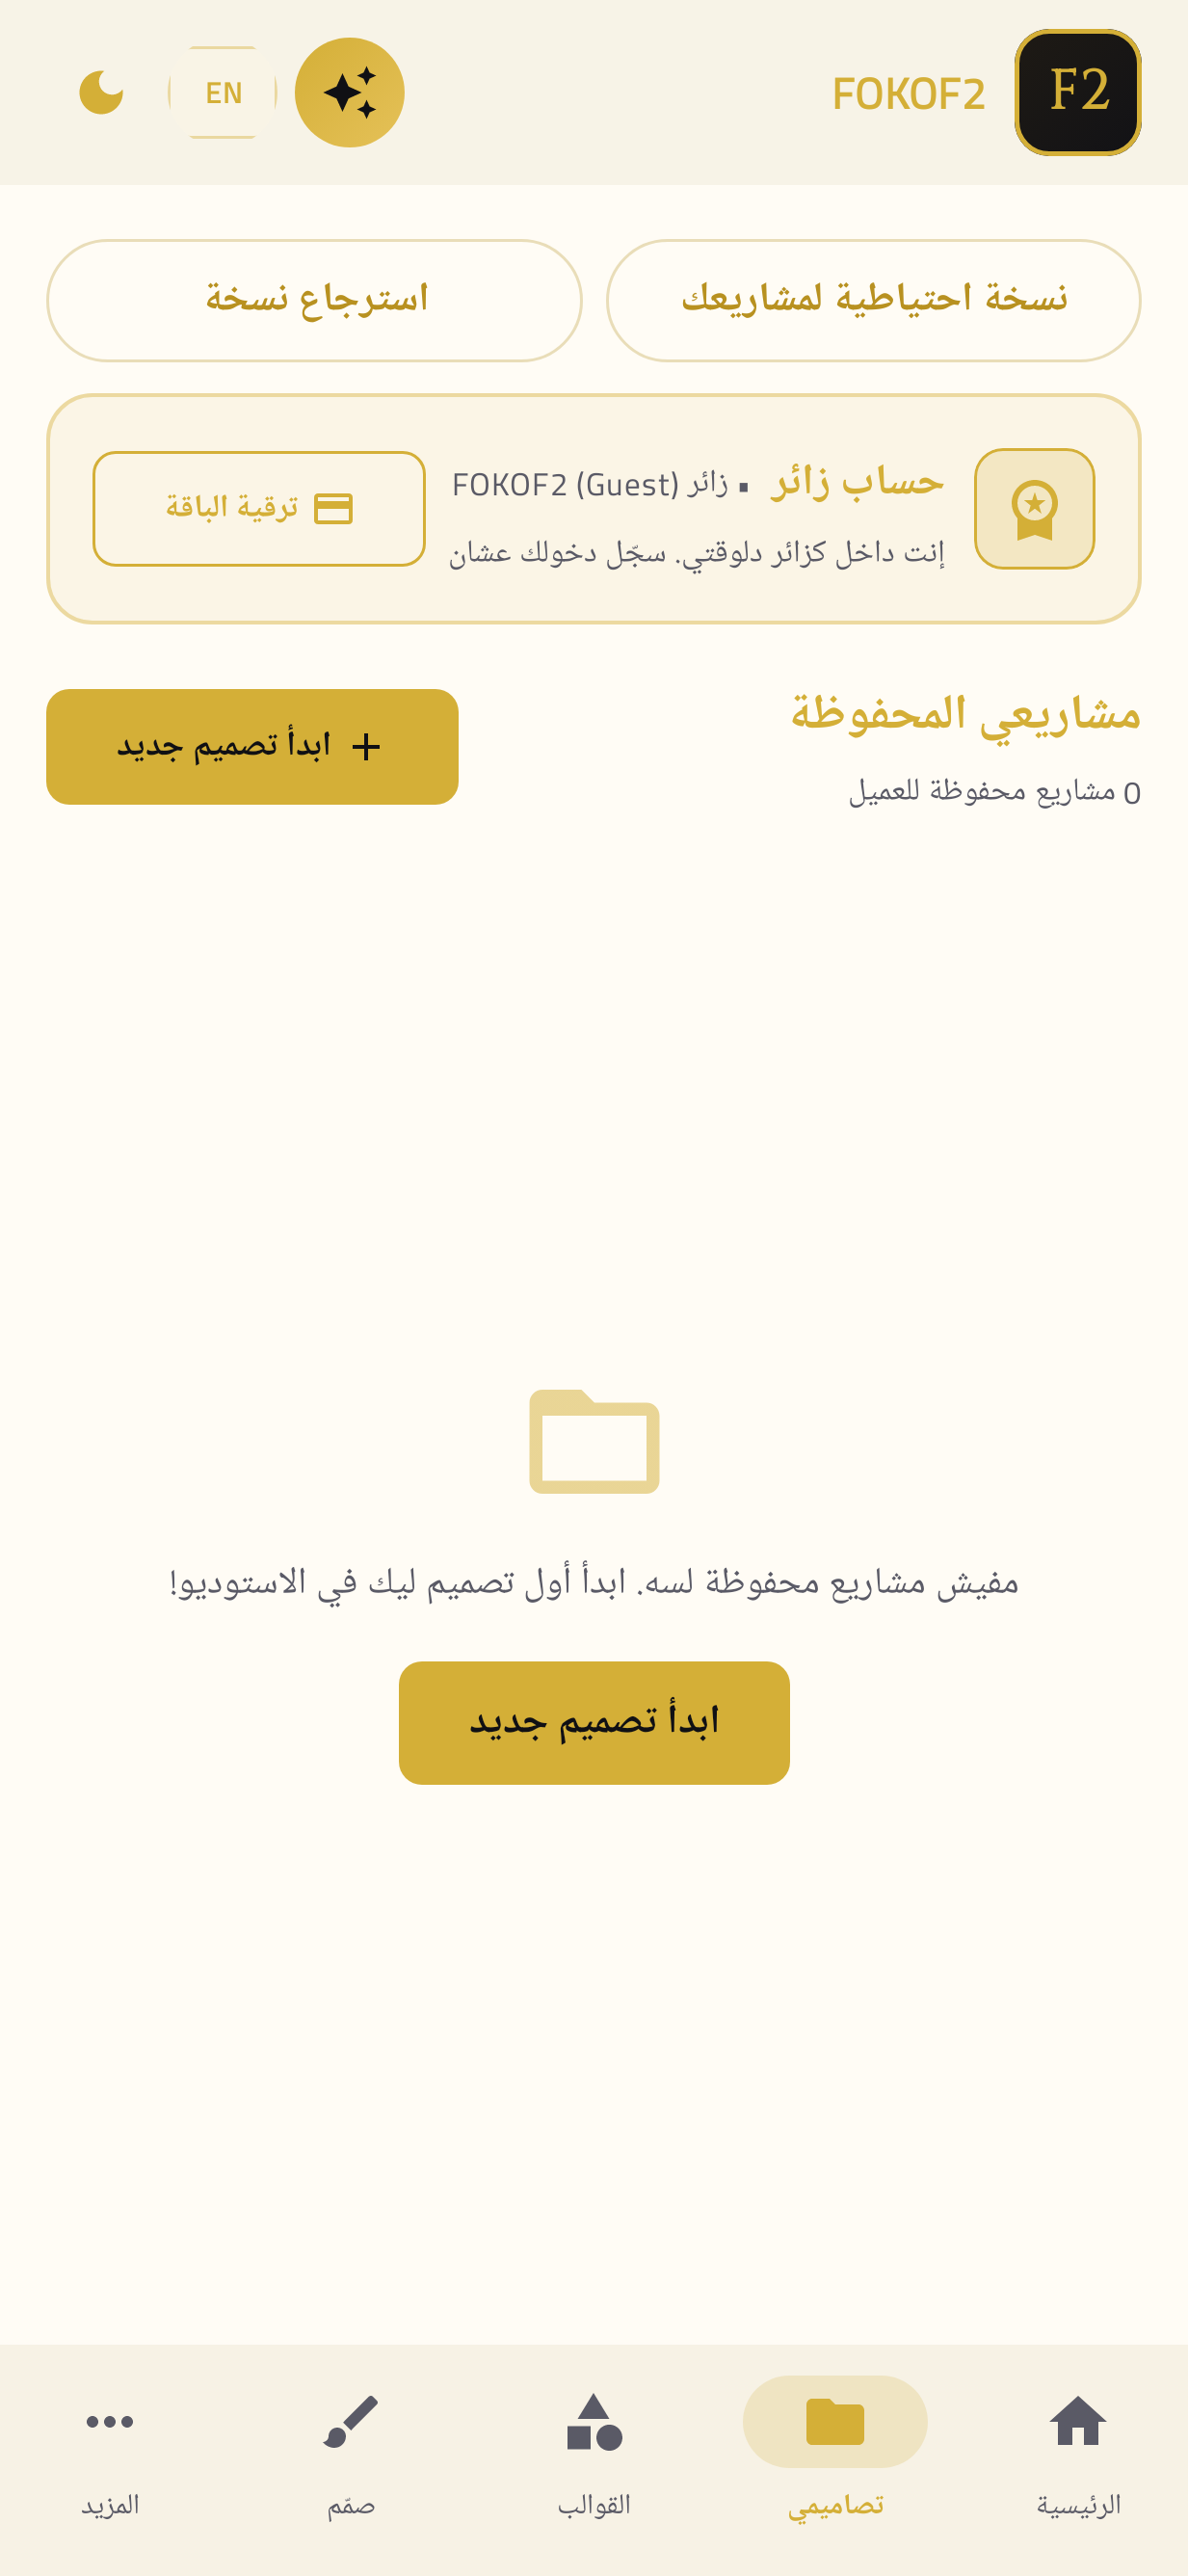 F2
FOKOF2
EN
نسخة احتياطية لمشاريعك
استرجاع نسخة
حساب زائر ▪ زائر FOKOF2 (Guest)
إنت داخل كزائر دلوقتي. سجّل دخولك عشان
ترقية الباقة
مشاريعي المحفوظة
0 مشاريع محفوظة للعميل
ابدأ تصميم جديد
مفيش مشاريع محفوظة لسه. ابدأ أول تصميم ليك في الاستوديو!
ابدأ تصميم جديد
الرئيسية
تصاميمي
القوالب
صمّم
المزيد